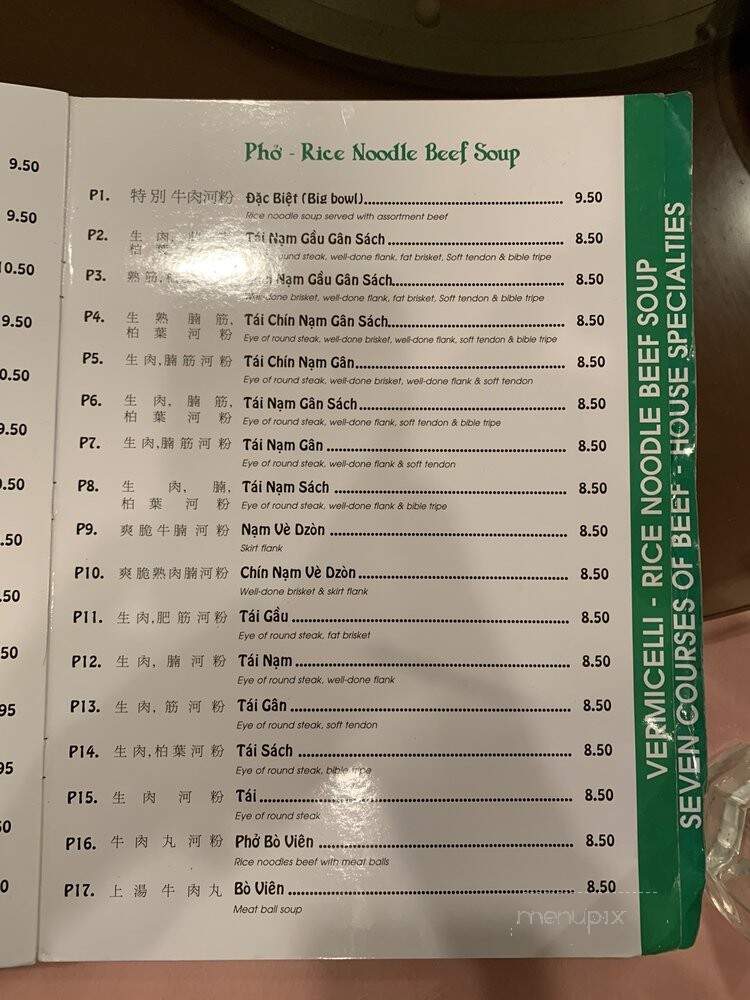 9.50
9.50
10.50
9.50
0.50
9.50
.50
.50
.50
50
95
95
0
0
Phở - Rice Noodle Beef Soup
P1. 特別牛肉河粉 Đặc Biệt (Big bowl) 9.50
Rice noodle soup served with assortment beef
P2. 生肉, Tái Nạm Gầu Gân Sách 8.50
steak, well-done flank, fat brisket, Soft tendon & bible tripe
P3. 熟筋, Nạm Gầu Gân Sách 8.50
Well-done brisket, well-done flank, fat brisket, Soft tendon & bible tripe
P4. 生熟腩筋, Tái Chín Nạm Gân Sách 8.50
柏葉河粉 Eye of round steak, well-done brisket, well-done flank, soft tendon & bible tripe
P5. 生肉,腩筋河粉 Tái Chín Nạm Gân 8.50
Eye of round steak, well-done brisket, well-done flank & soft tendon
P6. 生肉, 腩筋, Tái Nạm Gân Sách 8.50
柏葉河粉 Eye of round steak, well-done flank, soft tendon & bible tripe
P7. 生肉,腩筋河粉 Tái Nạm Gân 8.50
Eye of round steak, well-done flank & soft tendon
P8. 生肉, 腩, Tái Nạm Sách 8.50
柏葉河粉 Eye of round steak, well-done flank & bible tripe
P9. 爽脆牛腩河粉 Nạm Vè Dzòn 8.50
Skirt flank
P10. 爽脆熟肉腩河粉 Chín Nạm Vè Dzòn 8.50
Well-done brisket & skirt flank
P11. 生肉,肥筋河粉 Tái Gầu 8.50
Eye of round steak, fat brisket
P12. 生肉, 腩河粉 Tái Nạm 8.50
Eye of round steak, well-done flank
P13. 生肉, 筋河粉 Tái Gân 8.50
Eye of round steak, soft tendon
P14. 生肉,柏葉河粉 Tái Sách 8.50
Eye of round steak, bible tripe
P15. 生肉河粉 Tái 8.50
Eye of round steak
P16. 牛肉丸河粉 Phở Bò Viên 8.50
Rice noodles beef with meat balls
P17. 上湯牛肉丸 Bò Viên 8.50
Meat ball soup
VERMICELLI - RICE NOODLE BEEF SOUP
SEVEN COURSES OF BEEF - HOUSE SPECIALTIES
menupix